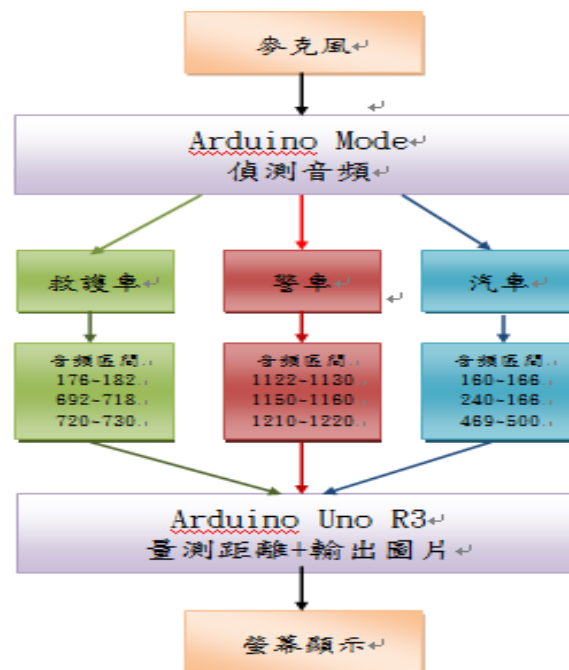 麥克風
Arduino Mode
偵測音頻
救護車
警車
汽車
音頻區間
176~182
692~718
720~730
音頻區間
1122~1130
1150~1160
1210~1220
音頻區間
160~166
240~166
469~500
Arduino Uno R3
量測距離+輸出圖片
螢幕顯示